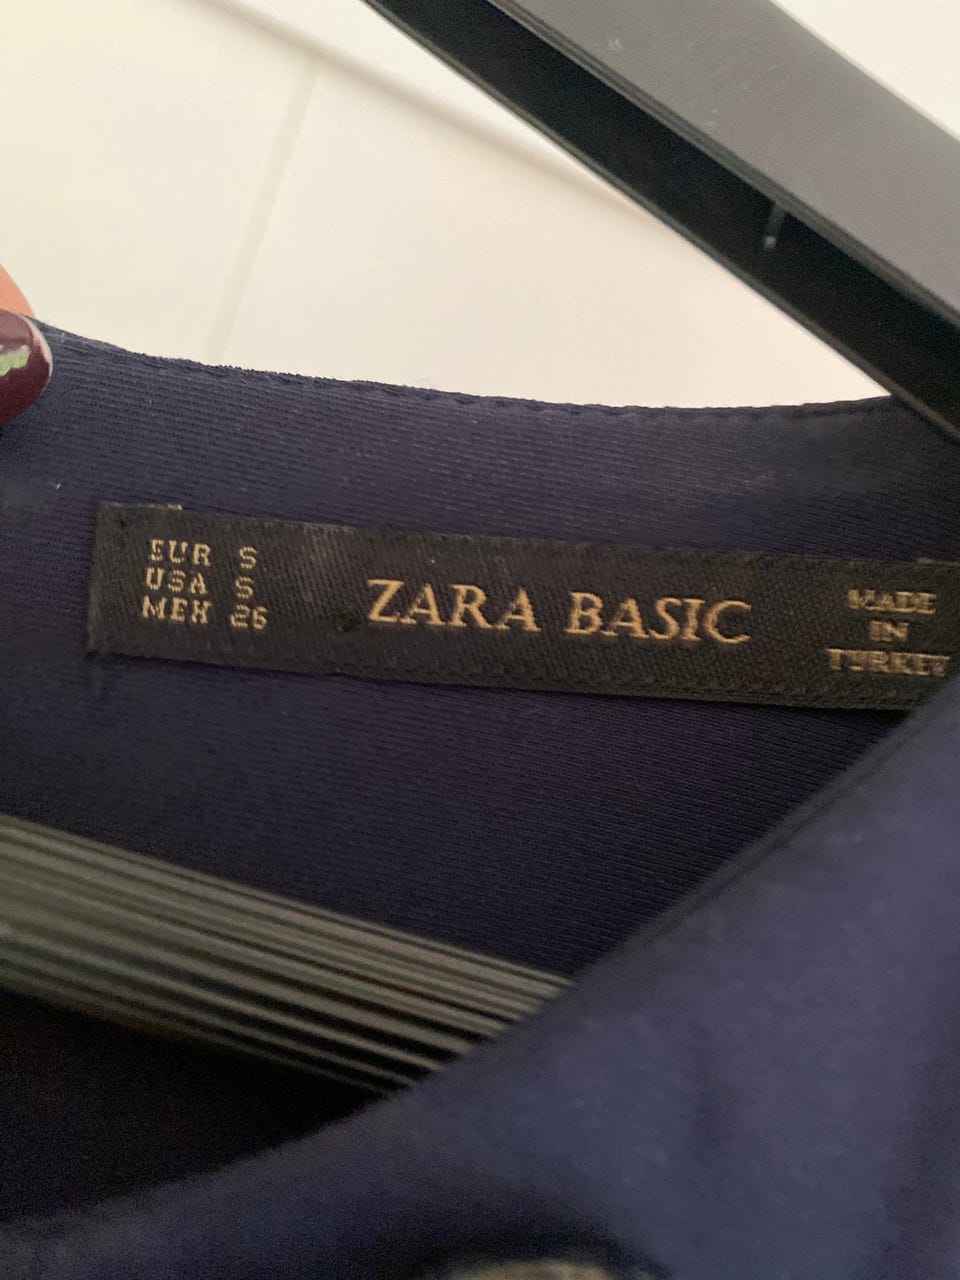 EUR S
USA S
MEX 26
ZARA BASIC
MADE
IN
TURKEY